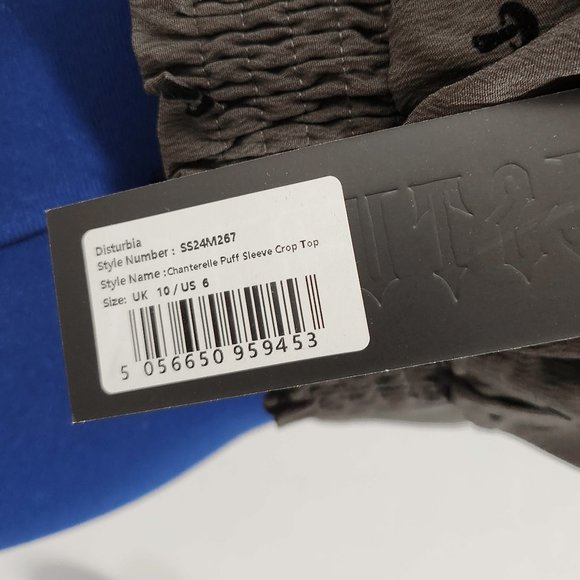 Disturbia
Style Number : SS24M267
Style Name :Chanterelle Puff Sleeve Crop Top
Size: UK 10 / US 6
5 056650 959453